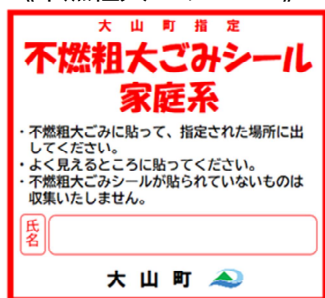 大山町指定
不燃粗大ごみシール
家庭系
・不燃粗大ごみに貼って、指定された場所に出
してください。
・よく見えるところに貼ってください。
・不燃粗大ごみシールが貼られていないものは
収集いたしません。
氏名
大山町